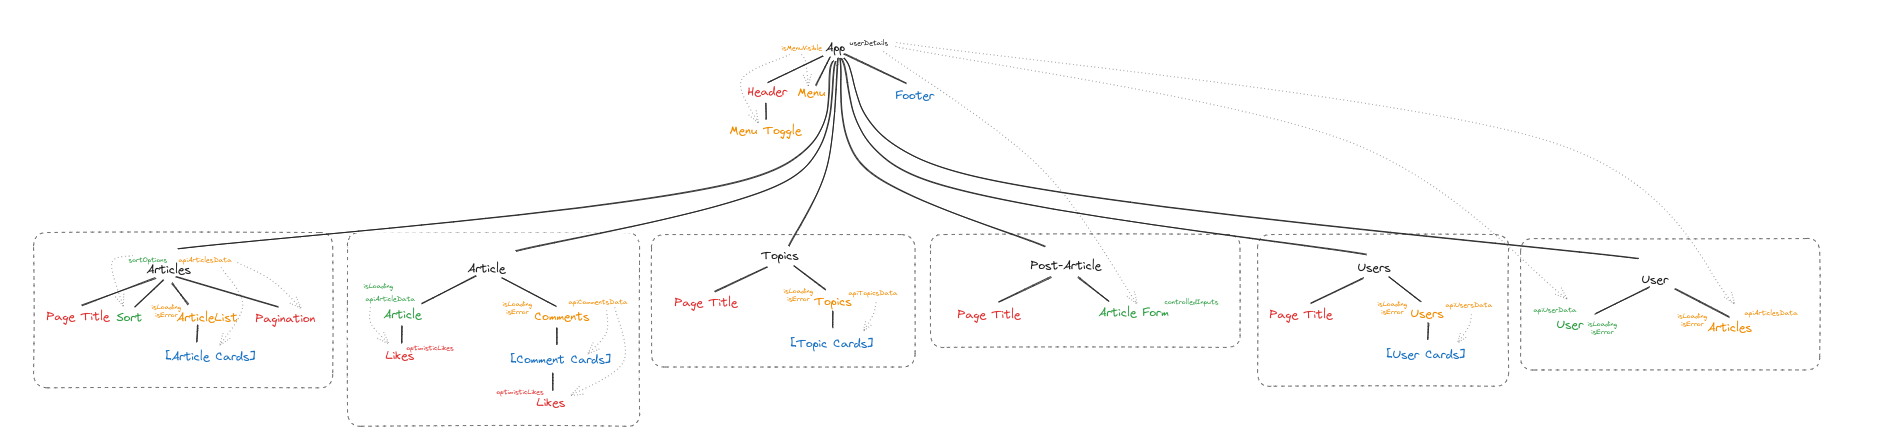 isMenuVisible App userDetails
Header Menu Footer
Menu Toggle
sortOptions apiArticlesData
Articles
isLoading
isError
Page Title Sort ArticleList Pagination
[Article Cards]
Article
isLoading
apiArticleData
Article
optimisticLikes
Likes
isLoading
isError
apiCommentsData
Comments
[Comment Cards]
optimisticLikes
Likes
Topics
Page Title
isLoading
isError
Topics
apiTopicsData
[Topic Cards]
Post-Article
Page Title
controlledInputs
Article Form
Users
Page Title
isLoading
isError
Users
apiUsersData
[User Cards]
User
apiUserData
User
isLoading
isError
isLoading
isError
Articles
apiArticlesData